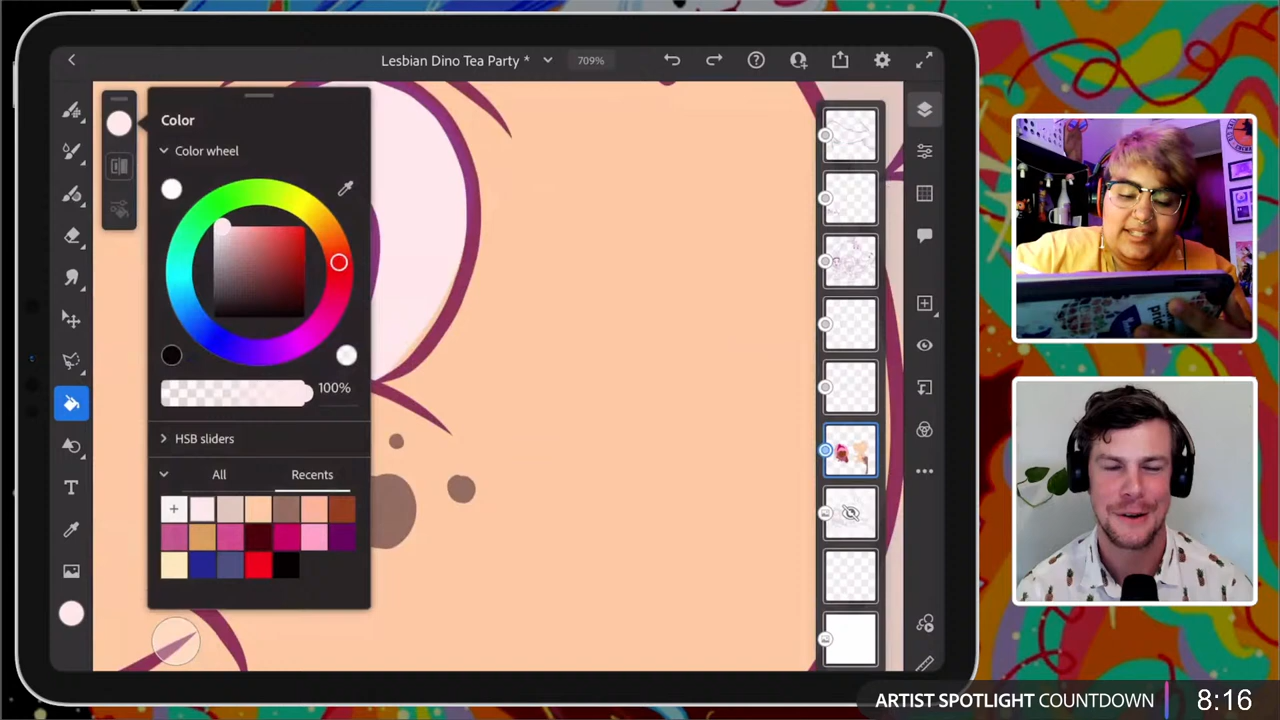 Lesbian Dino Tea Party *
709%
Color
Color wheel
100%
HSB sliders
All
Recents
ARTIST SPOTLIGHT COUNTDOWN
8:16